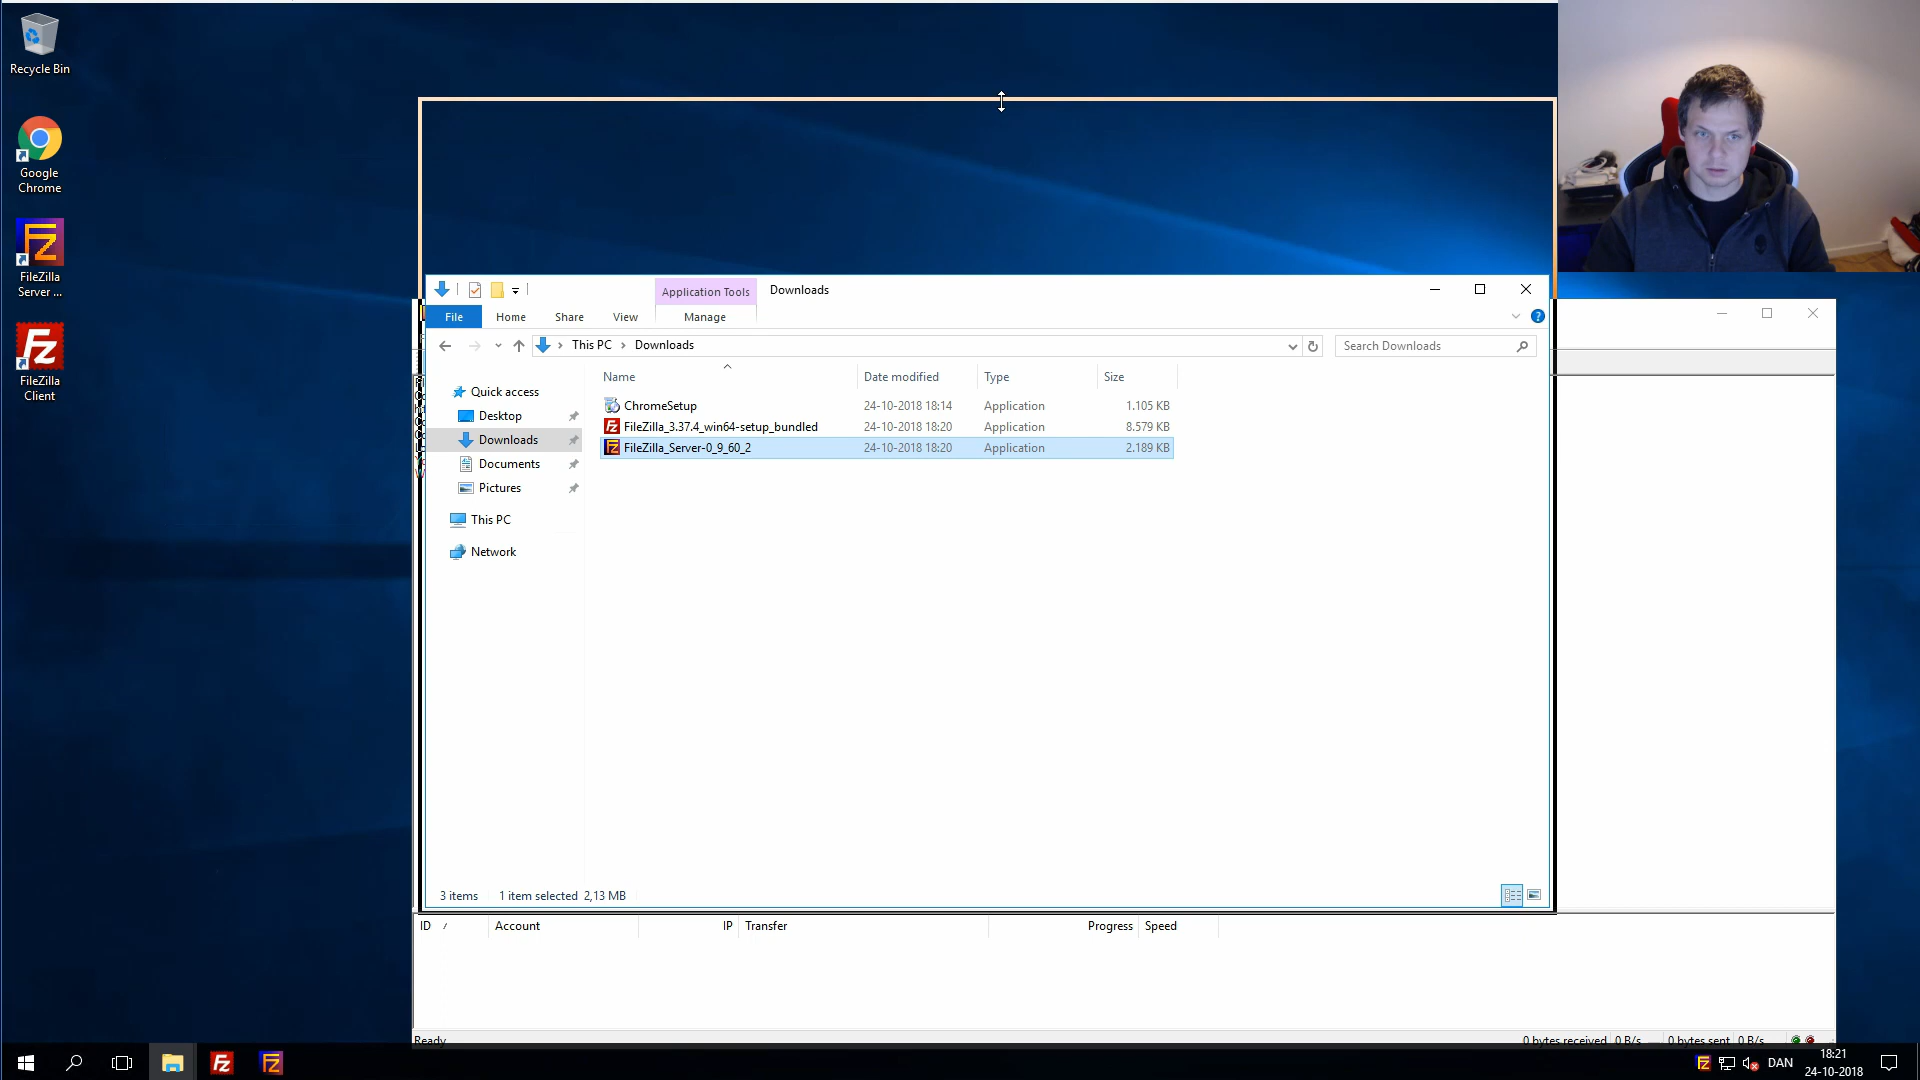 Recycle Bin
Google
Chrome
FileZilla
Server ...
FileZilla
Client
Application Tools
Downloads
File
Home
Share
View
Manage
This PC
Downloads
Search Downloads
Name
Date modified
Type
Size
Quick access
Desktop
Downloads
Documents
Pictures
This PC
Network
ChromeSetup 24-10-2018 18:14 Application 1.105 KB
FileZilla_3.37.4_win64-setup_bundled 24-10-2018 18:20 Application 8.579 KB
FileZilla_Server-0_9_60_2 24-10-2018 18:20 Application 2.189 KB
3 items 1 item selected 2,13 MB
ID / Account IP Transfer Progress Speed
Ready 0 bytes received 0 B/s 0 bytes sent 0 B/s
DAN
18:21
24-10-2018